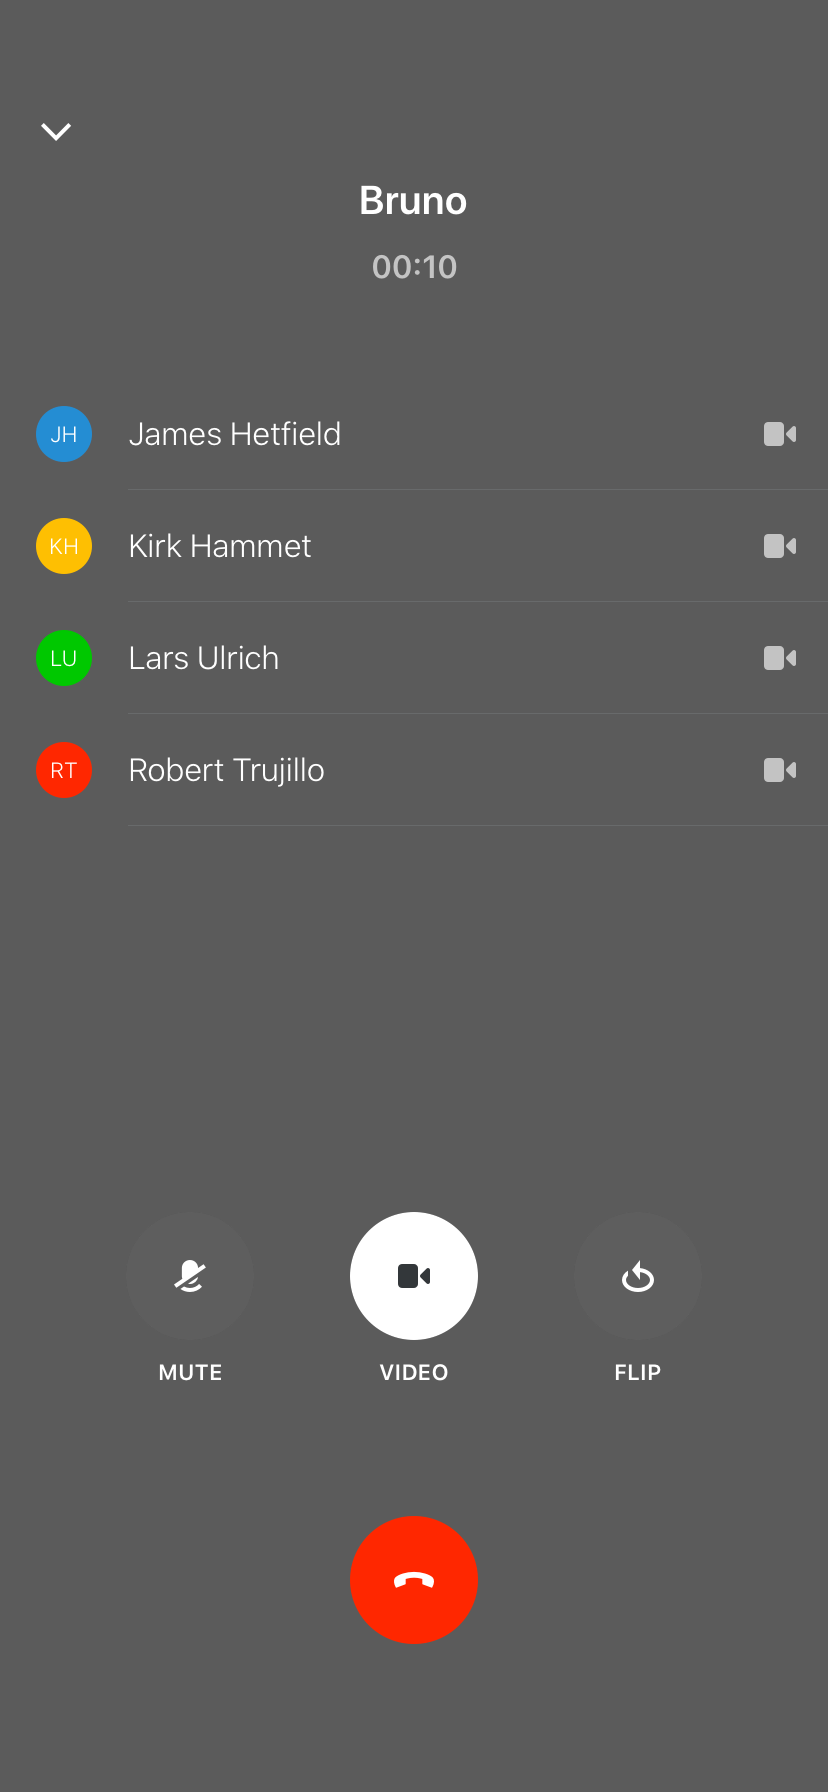 Bruno
00:10
JH James Hetfield
KH Kirk Hammet
LU Lars Ulrich
RT Robert Trujillo
MUTE VIDEO FLIP